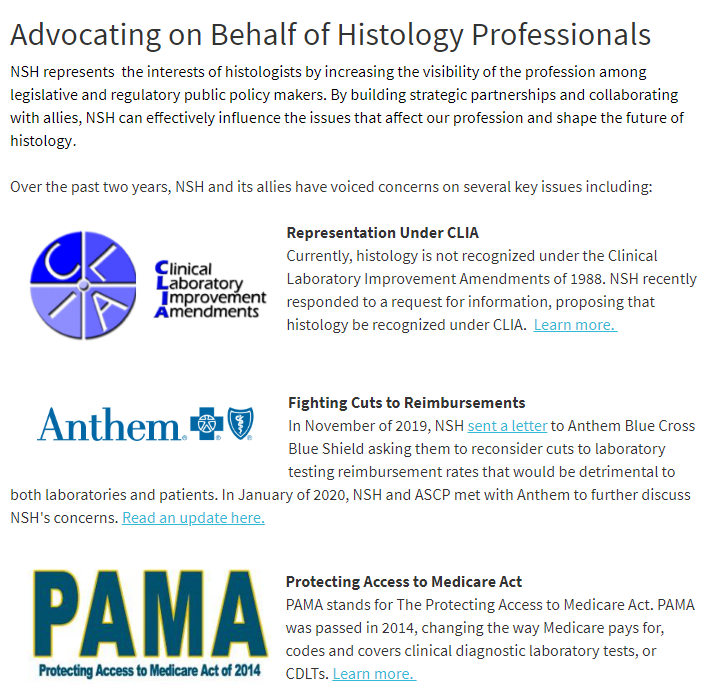 Advocating on Behalf of Histology Professionals
NSH represents the interests of histologists by increasing the visibility of the profession among
legislative and regulatory public policy makers. By building strategic partnerships and collaborating
with allies, NSH can effectively influence the issues that affect our profession and shape the future of
histology.
Over the past two years, NSH and its allies have voiced concerns on several key issues including:
CLIA
Clinical
Laboratory
Improvement
Amendments
Representation Under CLIA
Currently, histology is not recognized under the Clinical
Laboratory Improvement Amendments of 1988. NSH recently
responded to a request for information, proposing that
histology be recognized under CLIA. Learn more.
Anthem
Fighting Cuts to Reimbursements
In November of 2019, NSH sent a letter to Anthem Blue Cross
Blue Shield asking them to reconsider cuts to laboratory
testing reimbursement rates that would be detrimental to
both laboratories and patients. In January of 2020, NSH and ASCP met with Anthem to further discuss
NSH's concerns. Read an update here.
PAMA
Protecting Access to Medicare Act of 2014
Protecting Access to Medicare Act
PAMA stands for The Protecting Access to Medicare Act. PAMA
was passed in 2014, changing the way Medicare pays for,
codes and covers clinical diagnostic laboratory tests, or
CDLTs. Learn more.